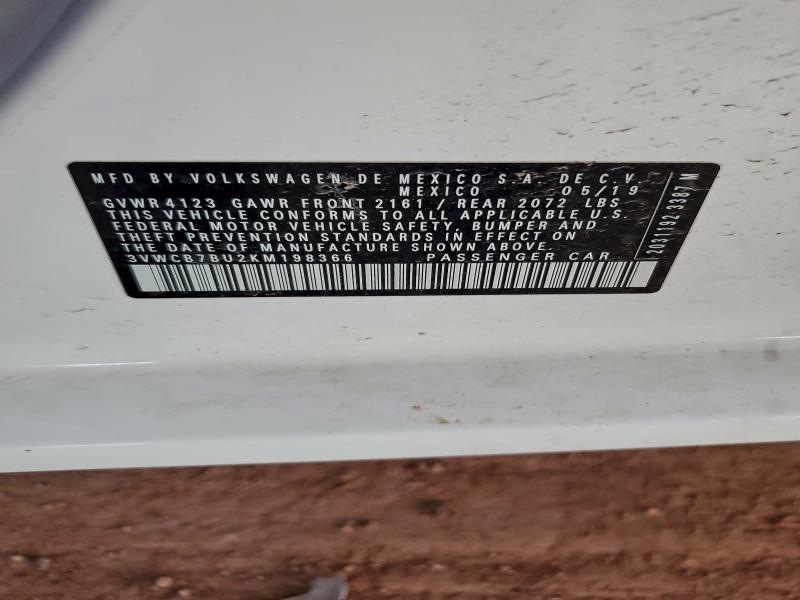 MFD BY VOLKSWAGEN DE MEXICO S.A. DE C.V.
MEXICO 05/19
GVWR4123 GAWR FRONT 2161 / REAR 2072 LBS
THIS VEHICLE CONFORMS TO ALL APPLICABLE U.S.
FEDERAL MOTOR VEHICLE SAFETY, BUMPER AND
THEFT PREVENTION STANDARDS IN EFFECT ON
THE DATE OF MANUFACTURE SHOWN ABOVE.
3VWCB7BU2KM198366 PASSENGER CAR